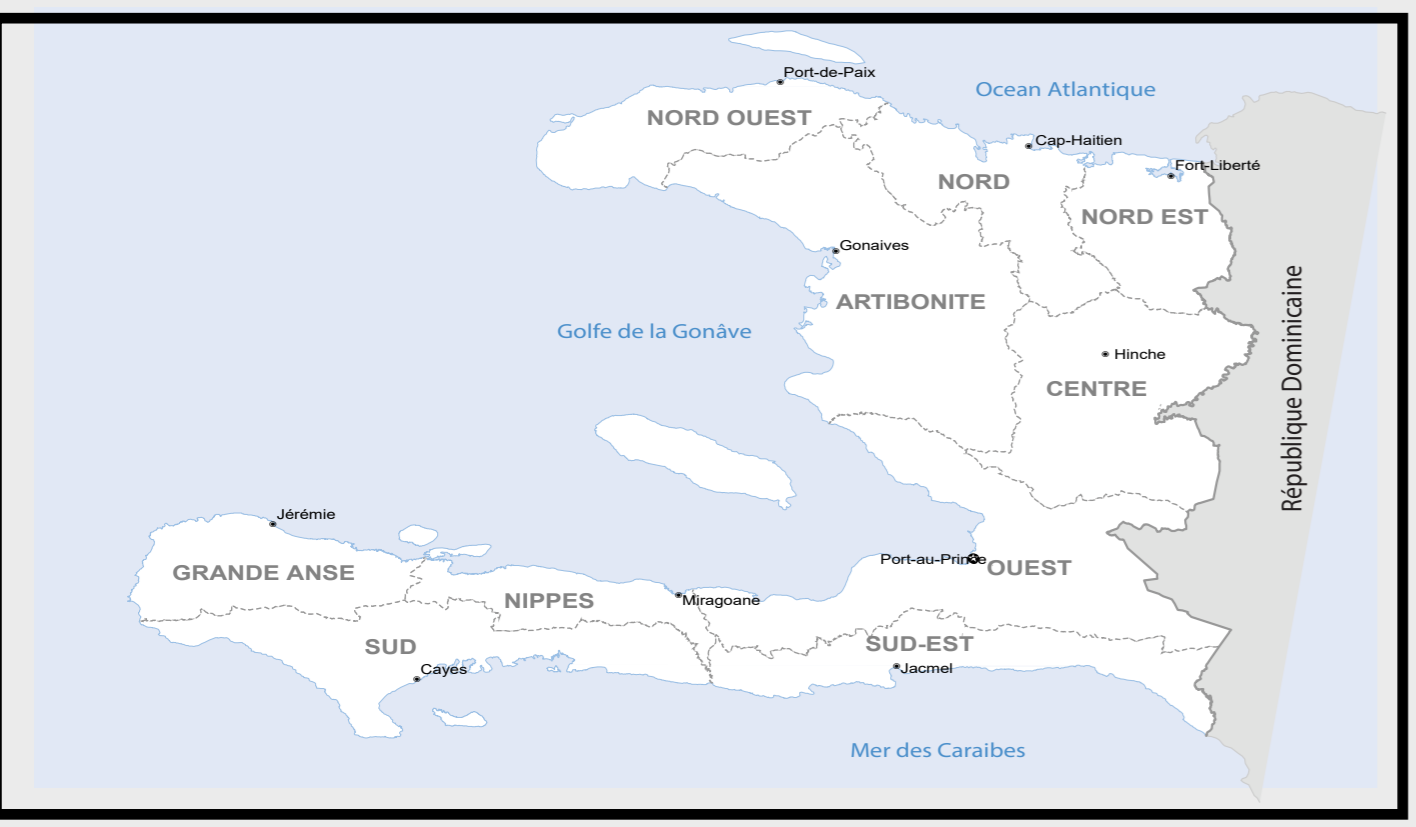 Port-de-Paix
Ocean Atlantique
NORD OUEST
Cap-Haitien
Fort-Liberté
NORD
NORD EST
Gonaives
ARTIBONITE
Golfe de la Gonâve
République Dominicaine
Hinche
CENTRE
Jérémie
Port-au-Prince
OUEST
GRANDE ANSE
NIPPES
Miragoane
SUD
SUD-EST
Cayes
Jacmel
Mer des Caraibes